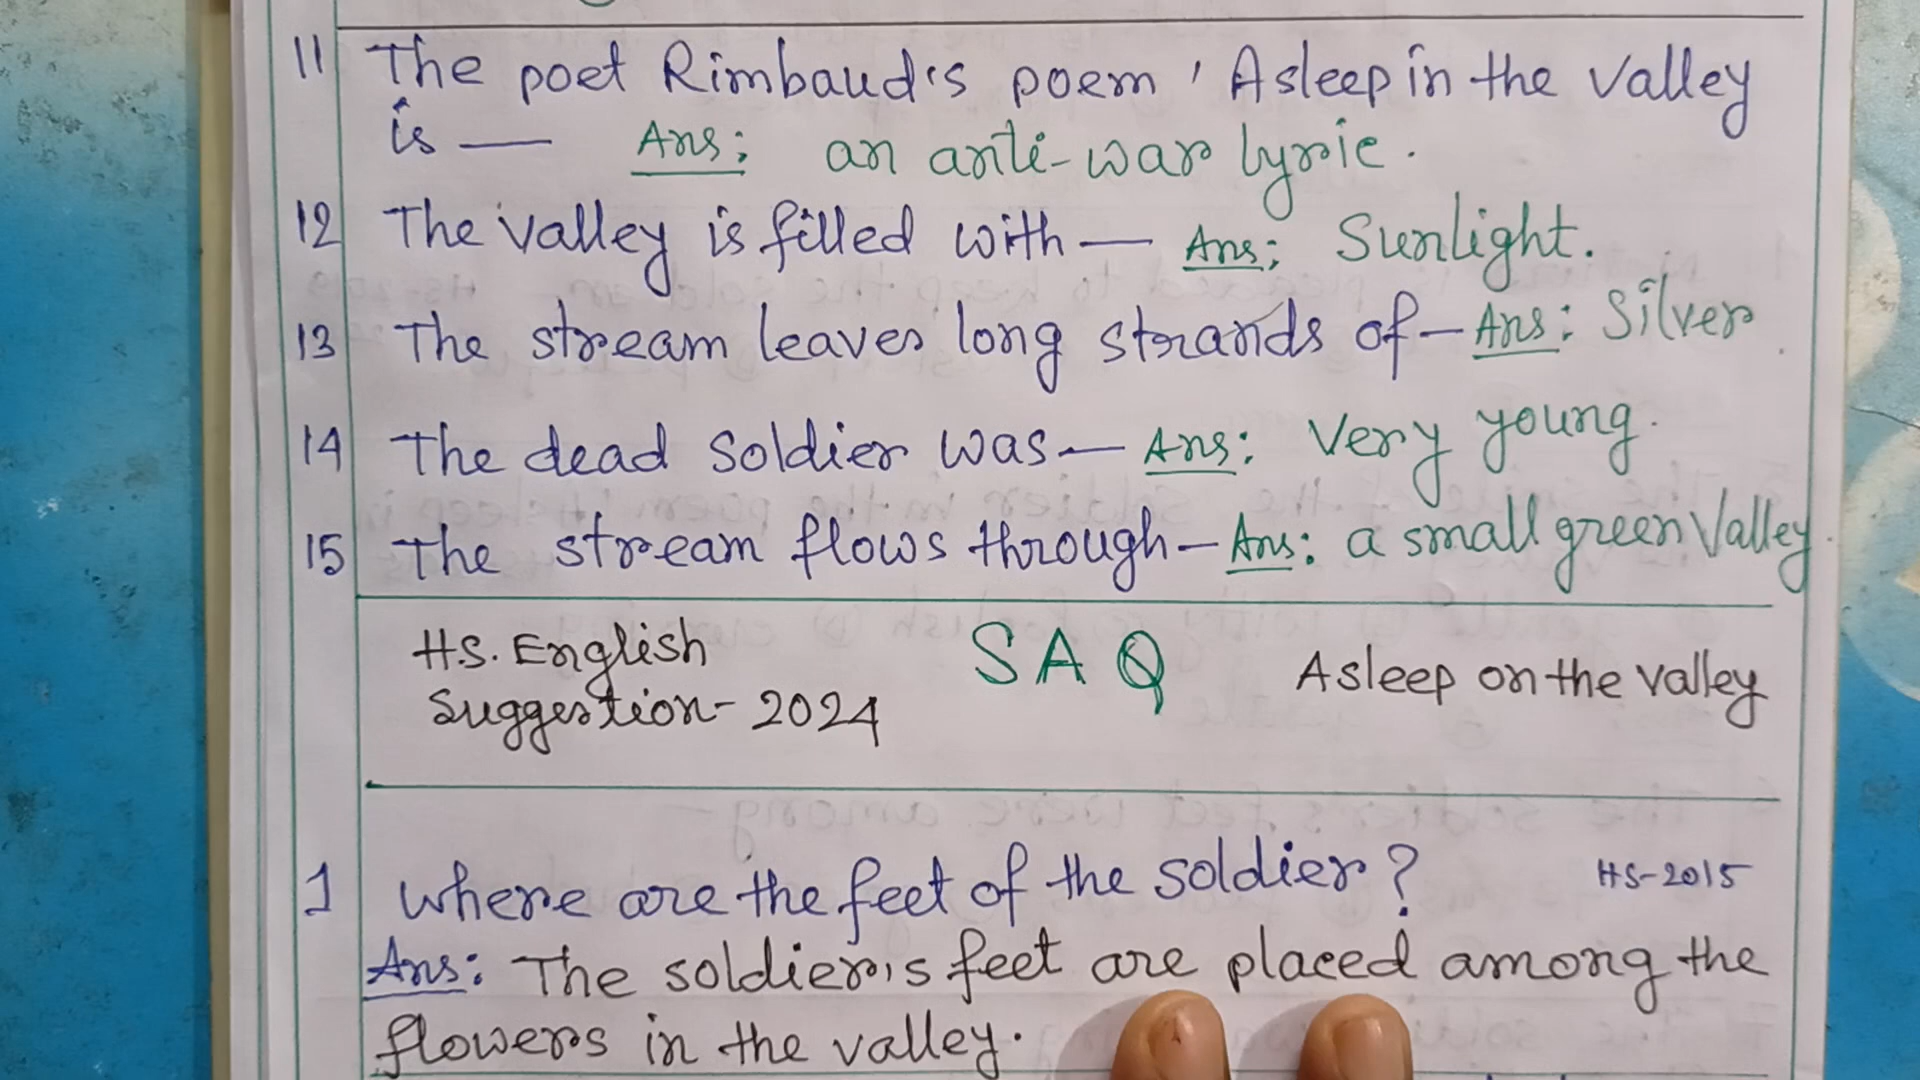 11 The poet Rimbaud's poem 'Asleep in the valley
is — Ans: an anti-war lyric.
12 The valley is filled with — Ans: Sunlight.
13 The stream leaves long strands of — Ans: Silver
14 The dead soldier was — Ans: Very young.
15 The stream flows through — Ans: a small green Valley.
H.S. English SAQ Asleep on the valley
Suggestion - 2024
1 Where are the feet of the soldier? HS-2015
Ans: The soldier's feet are placed among the
flowers in the valley.